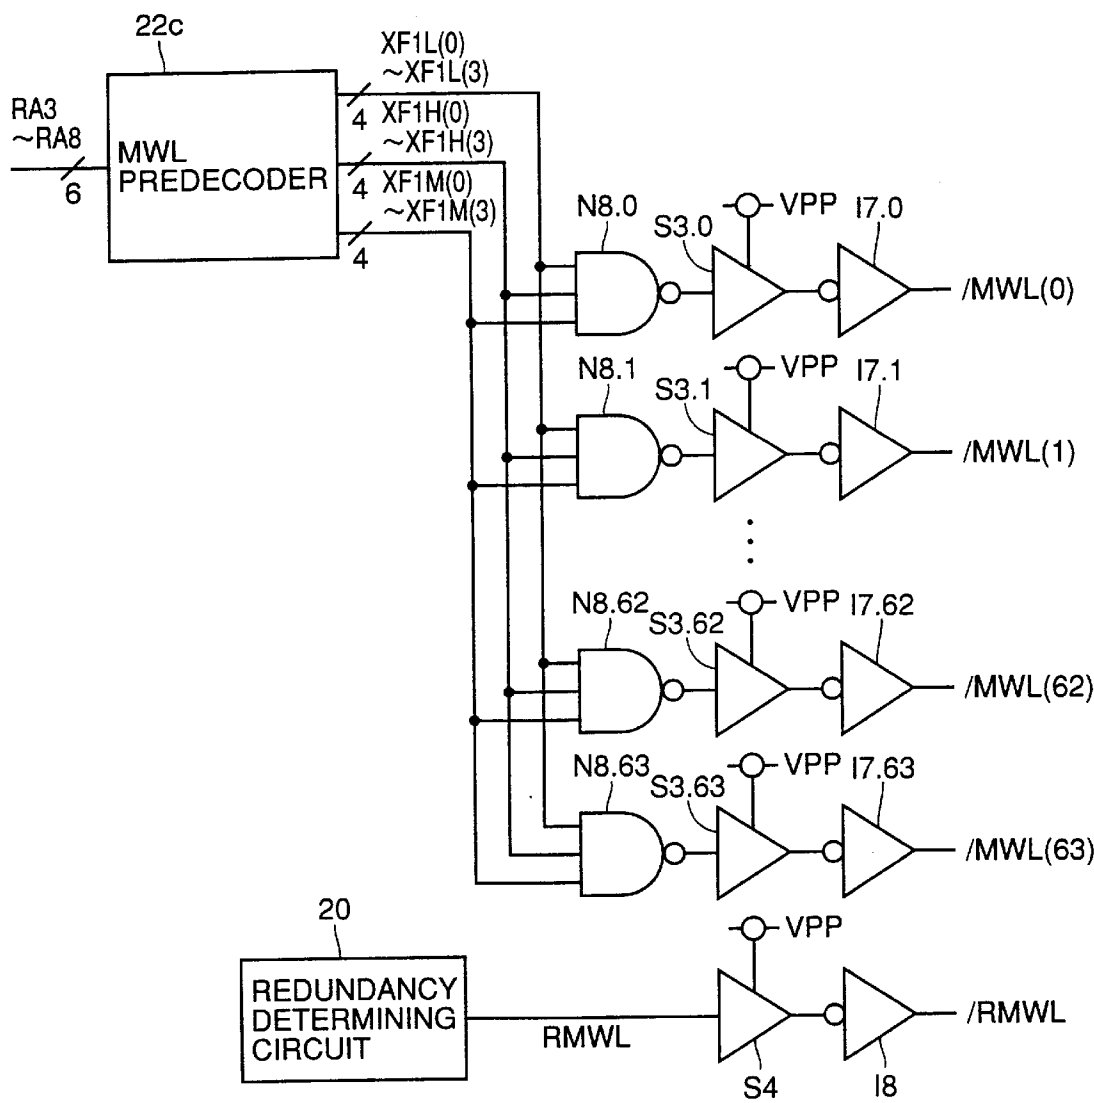 22c
XF1L(0)
~XF1L(3)
RA3
~RA8
6
MWL
PREDECODER
4
XF1H(0)
~XF1H(3)
4
XF1M(0)
~XF1M(3)
4
N8.0
S3.0
VPP
I7.0
/MWL(0)
N8.1
S3.1
VPP
I7.1
/MWL(1)
N8.62
S3.62
VPP
I7.62
/MWL(62)
N8.63
S3.63
VPP
I7.63
/MWL(63)
20
REDUNDANCY
DETERMINING
CIRCUIT
RMWL
VPP
S4
I8
/RMWL